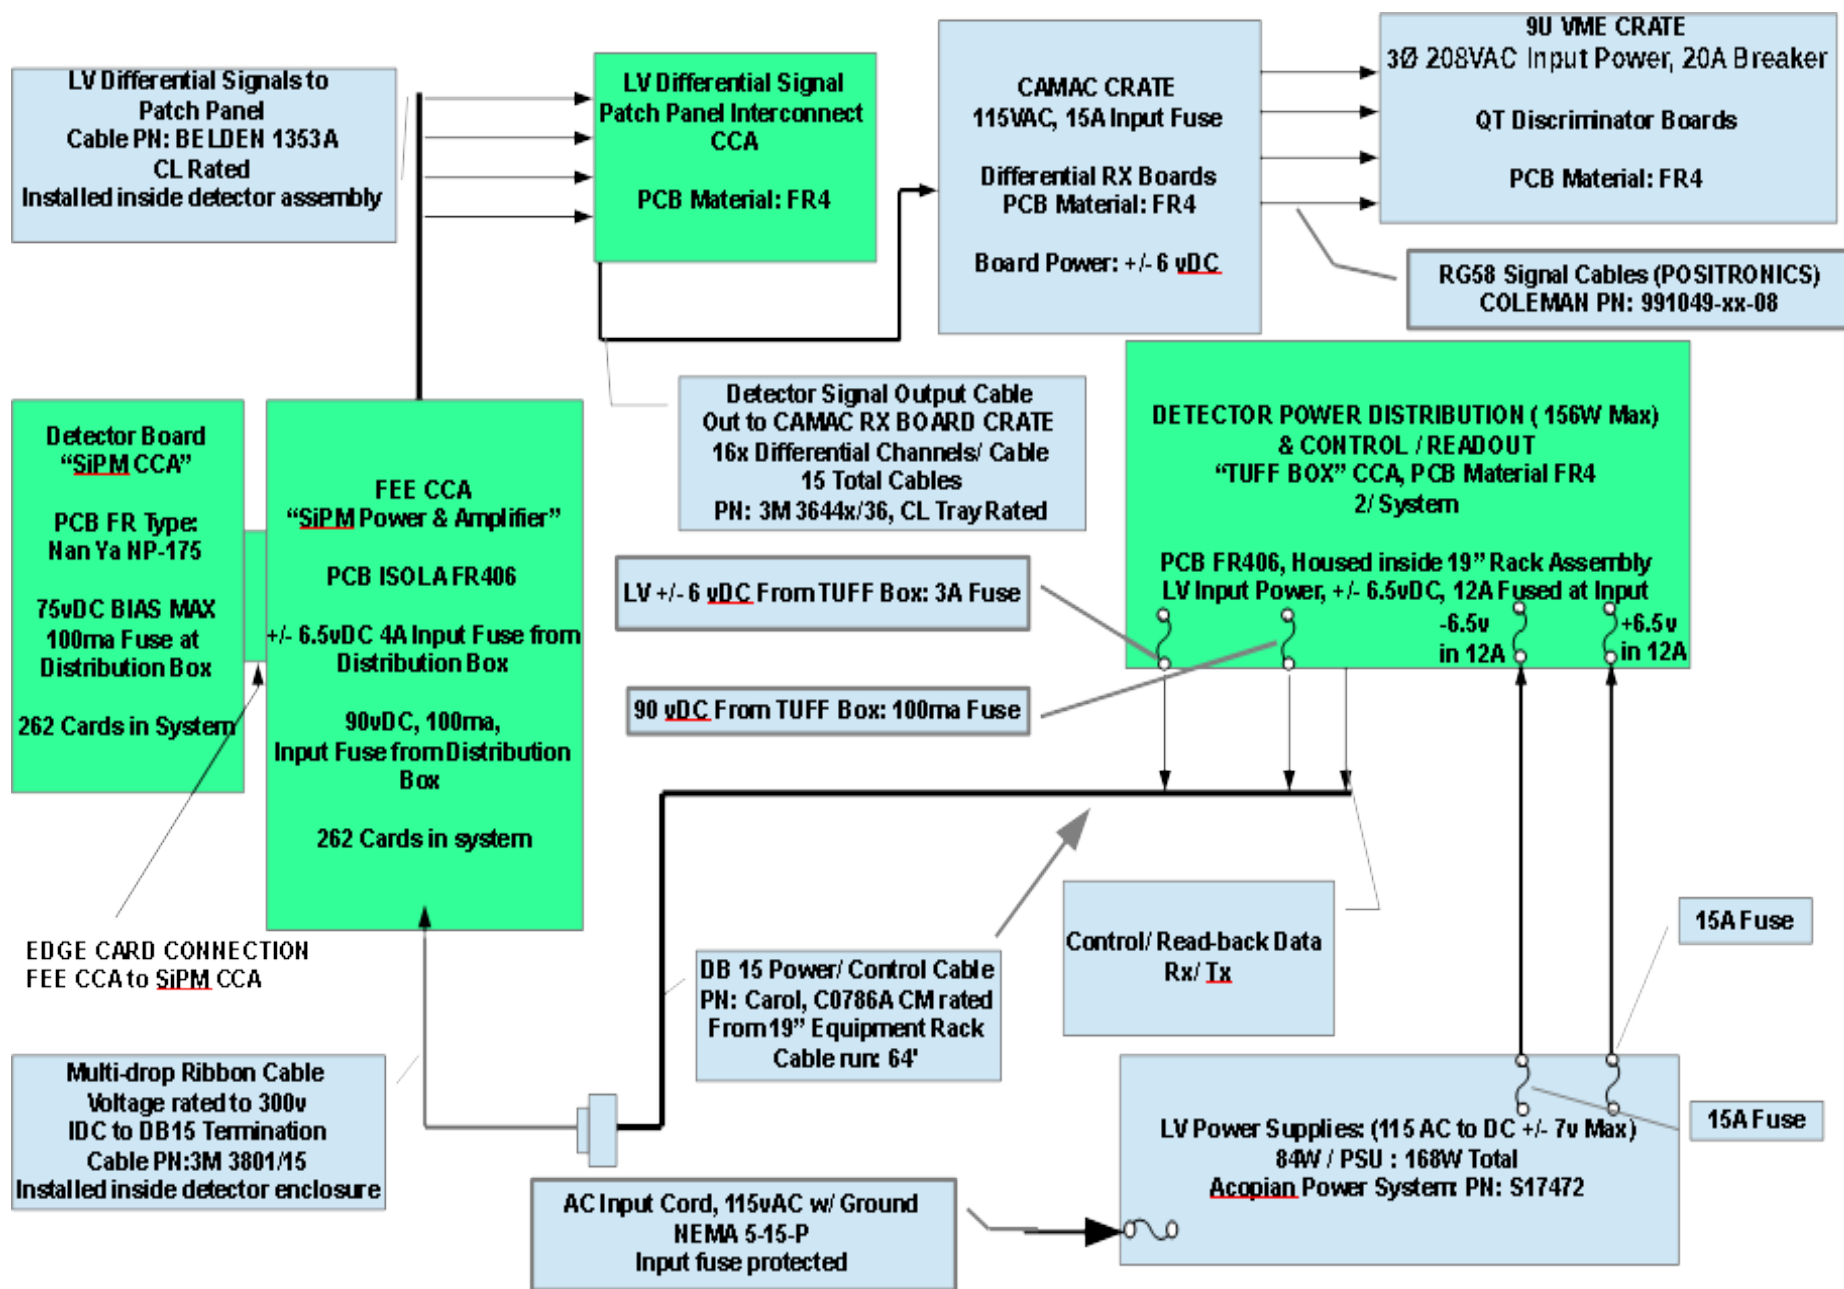 LV Differential Signals to
Patch Panel
Cable PN: BELDEN 1353A
CL Rated
Installed inside detector assembly
LV Differential Signal
Patch Panel Interconnect
CCA
PCB Material: FR4
CAMAC CRATE
115VAC, 15A Input Fuse
Differential RX Boards
PCB Material: FR4
Board Power: +/- 6 vDC
9U VME CRATE
3Ø 208VAC Input Power, 20A Breaker
QT Discriminator Boards
PCB Material: FR4
RG58 Signal Cables (POSITRONICS)
COLEMAN PN: 991049-xx-08
Detector Board
“SiPM CCA”
PCB FR Type:
Nan Ya NP-175
75vDC BIAS MAX
100ma Fuse at
Distribution Box
262 Cards in System
FEE CCA
“SiPM Power & Amplifier”
PCB ISOLA FR406
+/- 6.5vDC 4A Input Fuse from
Distribution Box
90vDC, 100ma,
Input Fuse from Distribution
Box
262 Cards in system
Detector Signal Output Cable
Out to CAMAC RX BOARD CRATE
16x Differential Channels/ Cable
15 Total Cables
PN: 3M 3644x/36, CL Tray Rated
DETECTOR POWER DISTRIBUTION ( 156W Max)
& CONTROL / READOUT
“TUFF BOX” CCA, PCB Material FR4
2/ System
PCB FR406, Housed inside 19” Rack Assembly
LV Input Power, +/- 6.5vDC, 12A Fused at Input
-6.5v
in 12A
+6.5v
in 12A
LV +/- 6 vDC From TUFF Box: 3A Fuse
90 vDC From TUFF Box: 100ma Fuse
EDGE CARD CONNECTION
FEE CCA to SiPM CCA
DB 15 Power/ Control Cable
PN: Carol, C0786A CM rated
From 19” Equipment Rack
Cable run: 64'
Control/ Read-back Data
Rx/ Tx
15A Fuse
15A Fuse
Multi-drop Ribbon Cable
Voltage rated to 300v
IDC to DB15 Termination
Cable PN:3M 3801/15
Installed inside detector enclosure
LV Power Supplies: (115 AC to DC +/- 7v Max)
84W / PSU : 168W Total
Acopian Power System: PN: S17472
AC Input Cord, 115vAC w/ Ground
NEMA 5-15-P
Input fuse protected